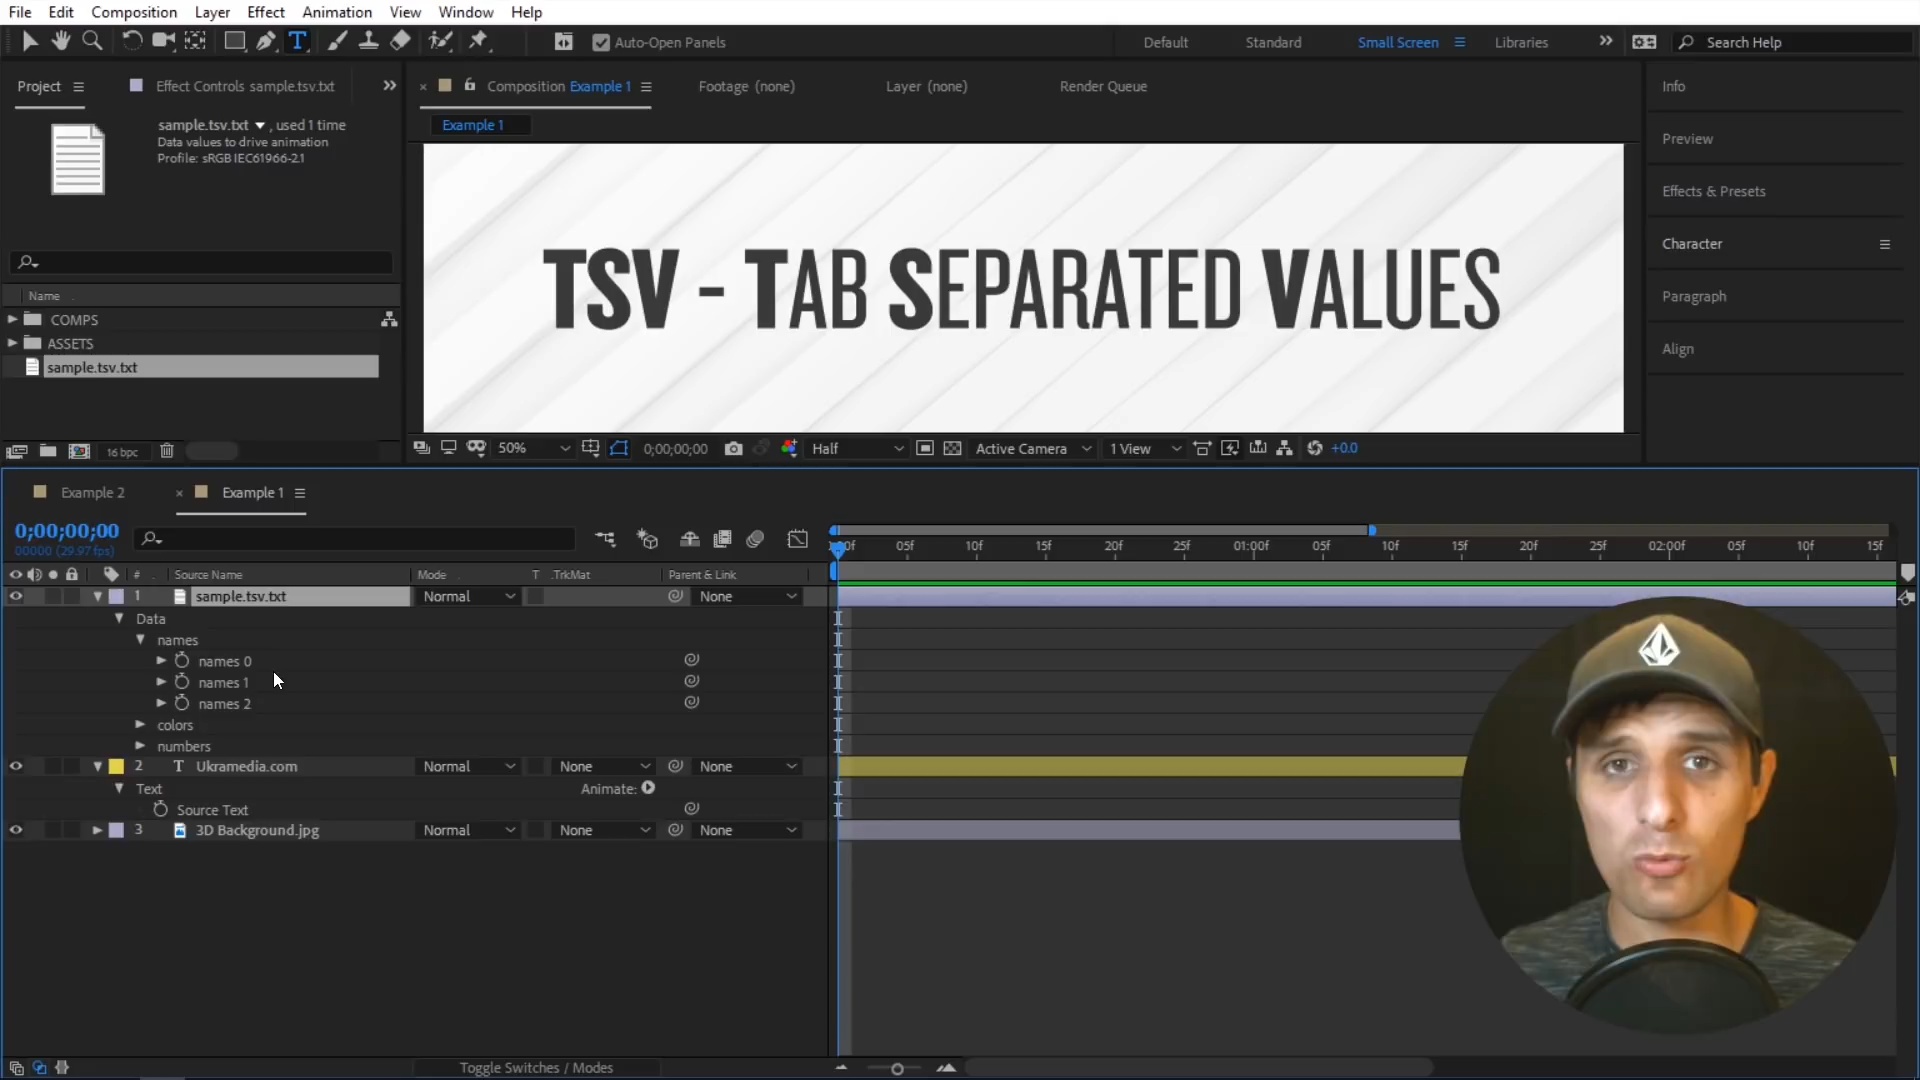 File Edit Composition Layer Effect Animation View Window Help
Auto-Open Panels Default Standard Small Screen Libraries Search Help
Project Effect Controls sample.tsv.txt Composition Example 1 Footage (none) Layer (none) Render Queue Info
sample.tsv.txt , used 1 time
Data values to drive animation
Profile: sRGB IEC61966-2.1
Example 1
Preview
Effects & Presets
Character
Paragraph
Align
TSV - TAB SEPARATED VALUES
Name
COMPS
ASSETS
sample.tsv.txt
16 bpc
50% 0;00;00;00 Half Active Camera 1 View +0.0
Example 2 Example 1
0;00;00;00
00000 (29.97 fps)
05f 10f 15f 20f 25f 01:00f 05f 10f 15f 20f 25f 02:00f 05f 10f 15f
# Source Name Mode T .TrkMat Parent & Link
1 sample.tsv.txt Normal None
Data
names
names 0
names 1
names 2
colors
numbers
2 T Ukramedia.com Normal None None
Text Animate:
Source Text
3 3D Background.jpg Normal None None
Toggle Switches / Modes